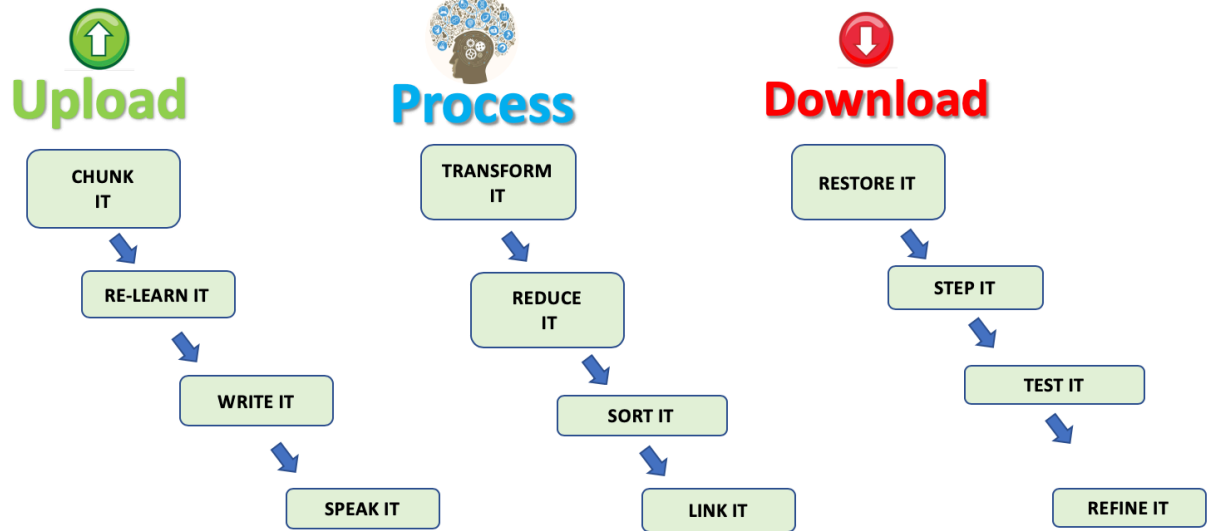 Upload
CHUNK
IT
RE-LEARN IT
WRITE IT
SPEAK IT
Process
TRANSFORM
IT
REDUCE
IT
SORT IT
LINK IT
Download
RESTORE IT
STEP IT
TEST IT
REFINE IT